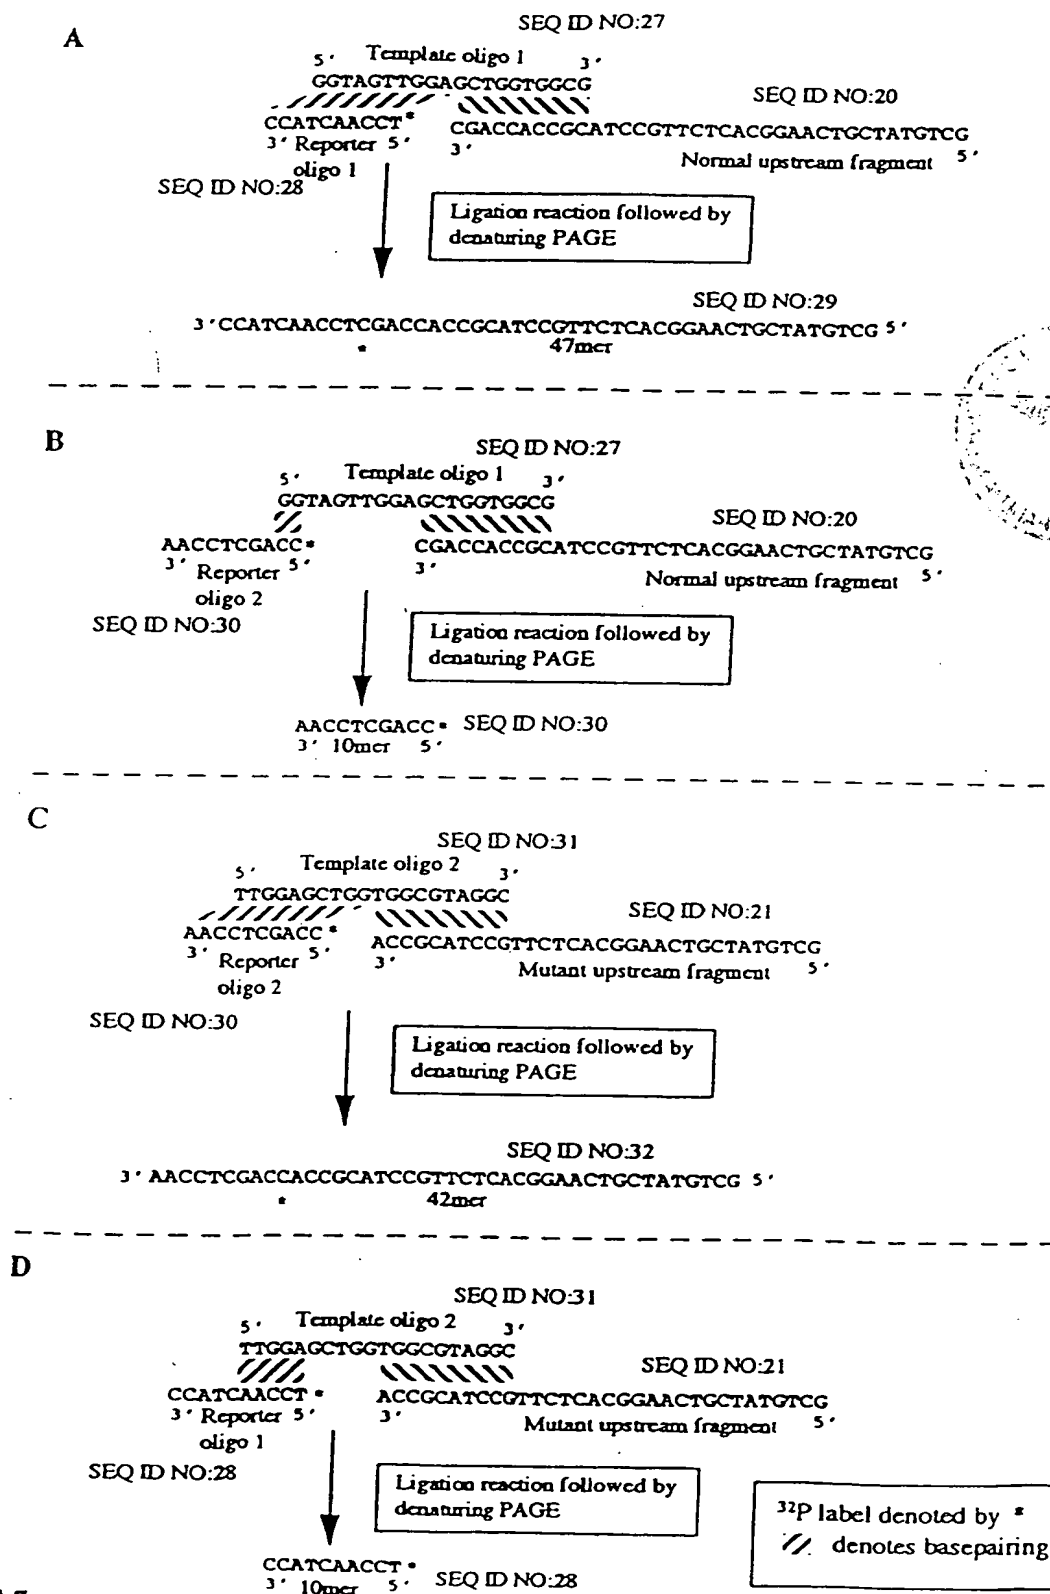 A
SEQ ID NO:27
Template oligo 1
5' 3'
GGTAGTTGGAGCTGGTGGCG
SEQ ID NO:20
CCATCAACCT*
CGACCACCGCATCCGTTCTCACGGAACTGCTATGTCG
3' Reporter 5'
oligo 1
3'
Normal upstream fragment 5'
SEQ ID NO:28
Ligation reaction followed by
denaturing PAGE
SEQ ID NO:29
3'CCATCAACCTCGACCACCGCATCCGTTCTCACGGAACTGCTATGTCG 5'
* 47mer
B
SEQ ID NO:27
Template oligo 1
5' 3'
GGTAGTTGGAGCTGGTGGCG
SEQ ID NO:20
AACCTCGACC*
CGACCACCGCATCCGTTCTCACGGAACTGCTATGTCG
3' Reporter 5'
oligo 2
3'
Normal upstream fragment 5'
SEQ ID NO:30
Ligation reaction followed by
denaturing PAGE
AACCTCGACC* SEQ ID NO:30
3' 10mer 5'
C
SEQ ID NO:31
Template oligo 2
5' 3'
TTGGAGCTGGTGGCGTAGGC
SEQ ID NO:21
AACCTCGACC*
ACCGCATCCGTTCTCACGGAACTGCTATGTCG
3' Reporter 5'
oligo 2
3'
Mutant upstream fragment 5'
SEQ ID NO:30
Ligation reaction followed by
denaturing PAGE
SEQ ID NO:32
3' AACCTCGACCACCGCATCCGTTCTCACGGAACTGCTATGTCG 5'
* 42mer
D
SEQ ID NO:31
Template oligo 2
5' 3'
TTGGAGCTGGTGGCGTAGGC
SEQ ID NO:21
CCATCAACCT*
ACCGCATCCGTTCTCACGGAACTGCTATGTCG
3' Reporter 5'
oligo 1
3'
Mutant upstream fragment 5'
SEQ ID NO:28
Ligation reaction followed by
denaturing PAGE
32P label denoted by *
denotes basepairing
CCATCAACCT* SEQ ID NO:28
3' 10mer 5'